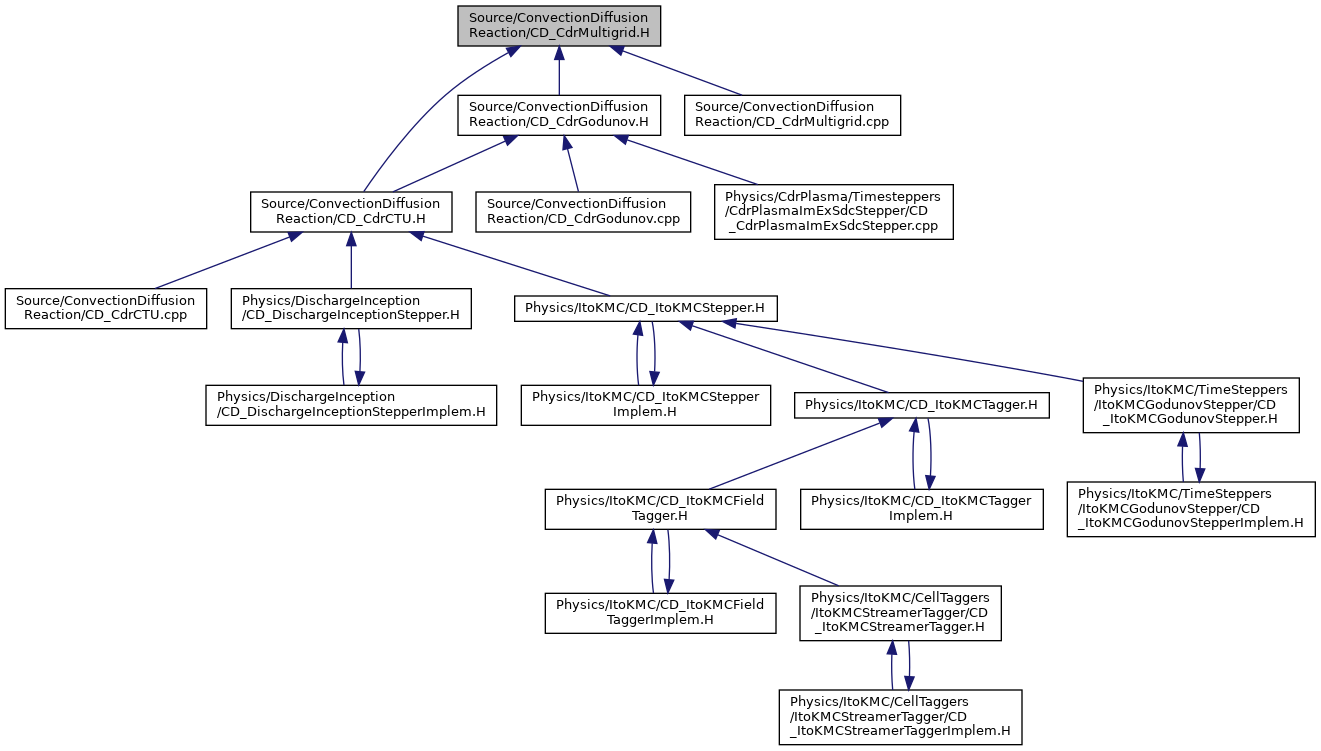 Source/ConvectionDiffusion
Reaction/CD_CdrMultigrid.H
Source/ConvectionDiffusion
Reaction/CD_CdrGodunov.H
Source/ConvectionDiffusion
Reaction/CD_CdrMultigrid.cpp
Source/ConvectionDiffusion
Reaction/CD_CdrCTU.H
Source/ConvectionDiffusion
Reaction/CD_CdrGodunov.cpp
Physics/CdrPlasma/Timesteppers
/CdrPlasmaImExSdcStepper/CD
_CdrPlasmaImExSdcStepper.cpp
Source/ConvectionDiffusion
Reaction/CD_CdrCTU.cpp
Physics/DischargeInception
/CD_DischargeInceptionStepper.H
Physics/ItoKMC/CD_ItoKMCStepper.H
Physics/DischargeInception
/CD_DischargeInceptionStepperImplem.H
Physics/ItoKMC/CD_ItoKMCStepper
Implem.H
Physics/ItoKMC/CD_ItoKMCTagger.H
Physics/ItoKMC/TimeSteppers
/ItoKMCGodunovStepper/CD
_ItoKMCGodunovStepper.H
Physics/ItoKMC/CD_ItoKMCField
Tagger.H
Physics/ItoKMC/CD_ItoKMCTagger
Implem.H
Physics/ItoKMC/TimeSteppers
/ItoKMCGodunovStepper/CD
_ItoKMCGodunovStepperImplem.H
Physics/ItoKMC/CD_ItoKMCField
TaggerImplem.H
Physics/ItoKMC/CellTaggers
/ItoKMCStreamerTagger/CD
_ItoKMCStreamerTagger.H
Physics/ItoKMC/CellTaggers
/ItoKMCStreamerTagger/CD
_ItoKMCStreamerTaggerImplem.H